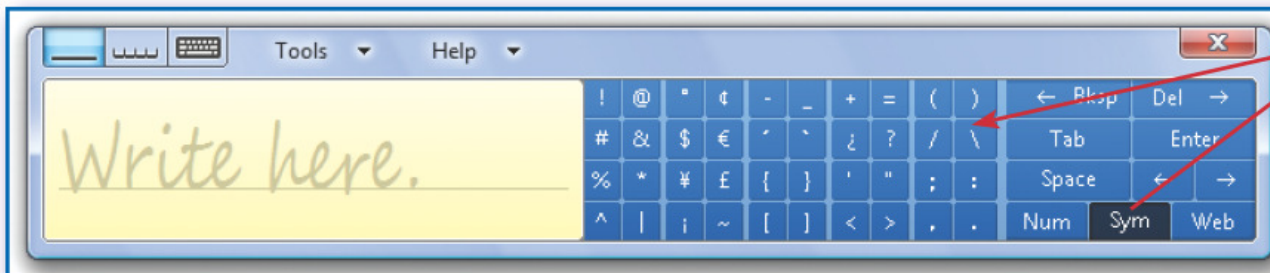 Tools Help
! @ ° ¢ - _ + = ( ) ← Bksp Del →
Write here. # & $ € ´ ` ¿ ? / \ Tab Enter
% * ¥ £ { } ' " ; : Space ← →
^ | ¡ ~ [ ] < > , . Num Sym Web